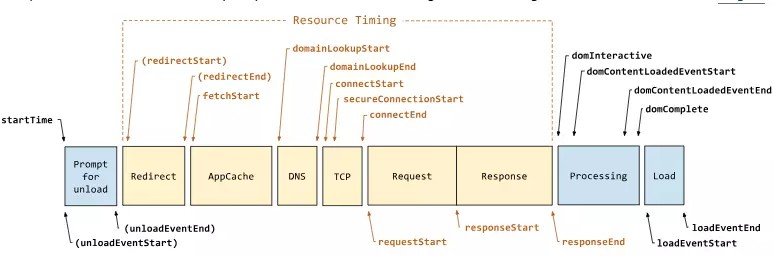 Resource Timing
domainLookupStart
domInteractive
(redirectStart)
domainLookupEnd
domContentLoadedEventStart
(redirectEnd)
connectStart
fetchStart
secureConnectionStart
domContentLoadedEventEnd
connectEnd
domComplete
startTime
Prompt
for
unload
Redirect
AppCache
DNS
TCP
Request
Response
Processing
Load
(unloadEventEnd)
(unloadEventStart)
requestStart
responseStart
responseEnd
loadEventEnd
loadEventStart